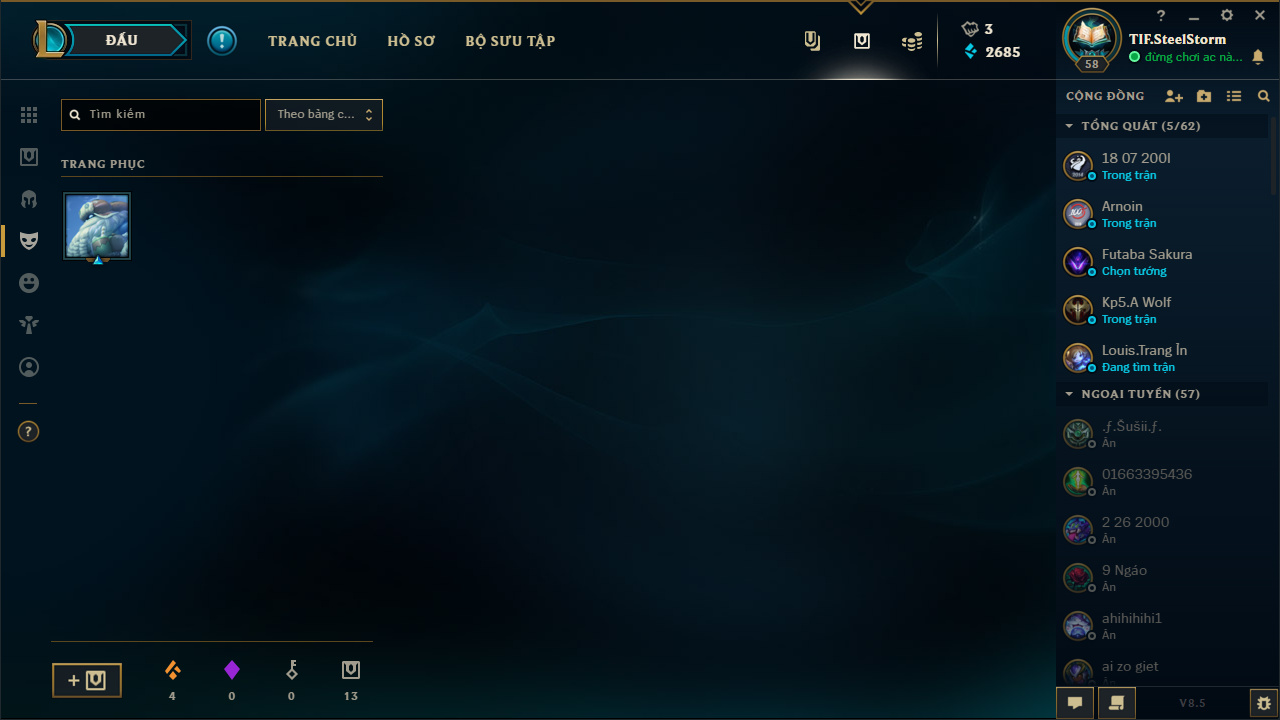 ĐẤU
TRANG CHỦ
HỒ SƠ
BỘ SƯU TẬP
3
2685
58
TIF.SteelStorm
đừng chơi ac nà...
Tìm kiếm
Theo bảng c...
TRANG PHỤC
4
0
0
13
CỘNG ĐỒNG
TỔNG QUÁT (5/62)
18 07 200l
Trong trận
Arnoin
Trong trận
Futaba Sakura
Chọn tướng
Kp5.A Wolf
Trong trận
Louis.Trang Ỉn
Đang tìm trận
NGOẠI TUYẾN (57)
.ƒ.Šušii.ƒ.
Ẩn
01663395436
Ẩn
2 26 2000
Ẩn
9 Ngáo
Ẩn
ahihihihi1
Ẩn
ai zo giet
Ẩn
V8.5